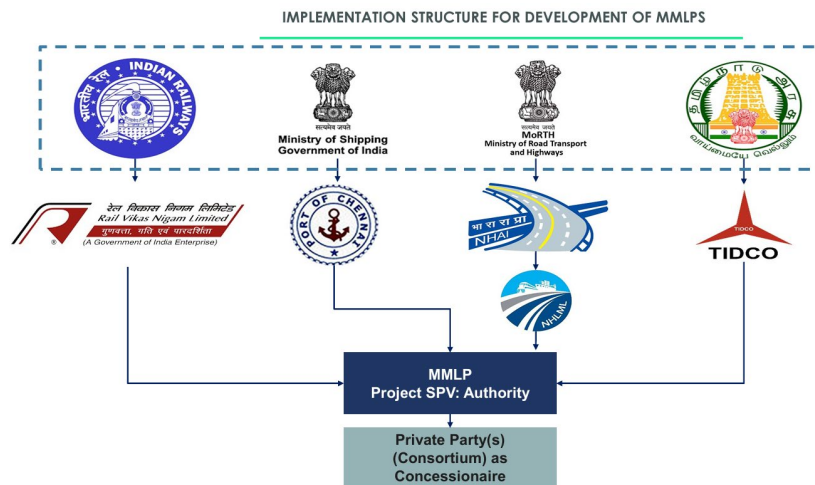 IMPLEMENTATION STRUCTURE FOR DEVELOPMENT OF MMLPS
भारतीय रेल • INDIAN RAILWAYS
सत्यमेव जयते
Ministry of Shipping
Government of India
सत्यमेव जयते
MoRTH
Ministry of Road Transport
and Highways
தமிழ்நாடு அரசு
வாய்மையே வெல்லும்
रेल विकास निगम लिमिटेड
Rail Vikas Nigam Limited
गुणवत्ता, गति एवं पारदर्शिता
(A Government of India Enterprise)
®
PORT OF CHENNAI
भा रा रा प्रा
NHAI
TIDCO
TIDCO
NHLML
MMLP
Project SPV: Authority
Private Party(s)
(Consortium) as
Concessionaire